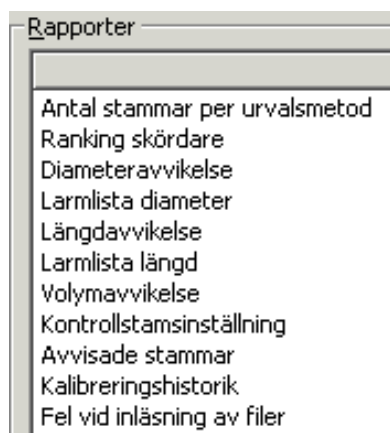 Rapporter
Antal stammar per urvalsmetod
Ranking skördare
Diameteravvikelse
Larmlista diameter
Längdavvikelse
Larmlista längd
Volymavvikelse
Kontrollstamsinställning
Avvisade stammar
Kalibreringshistorik
Fel vid inläsning av filer